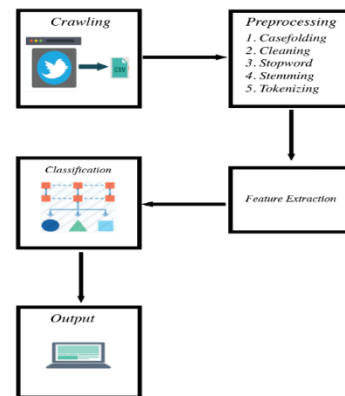 Crawling
CSV
Preprocessing
1. Casefolding
2. Cleaning
3. Stopword
4. Stemming
5. Tokenizing
Feature Extraction
Classification
Output